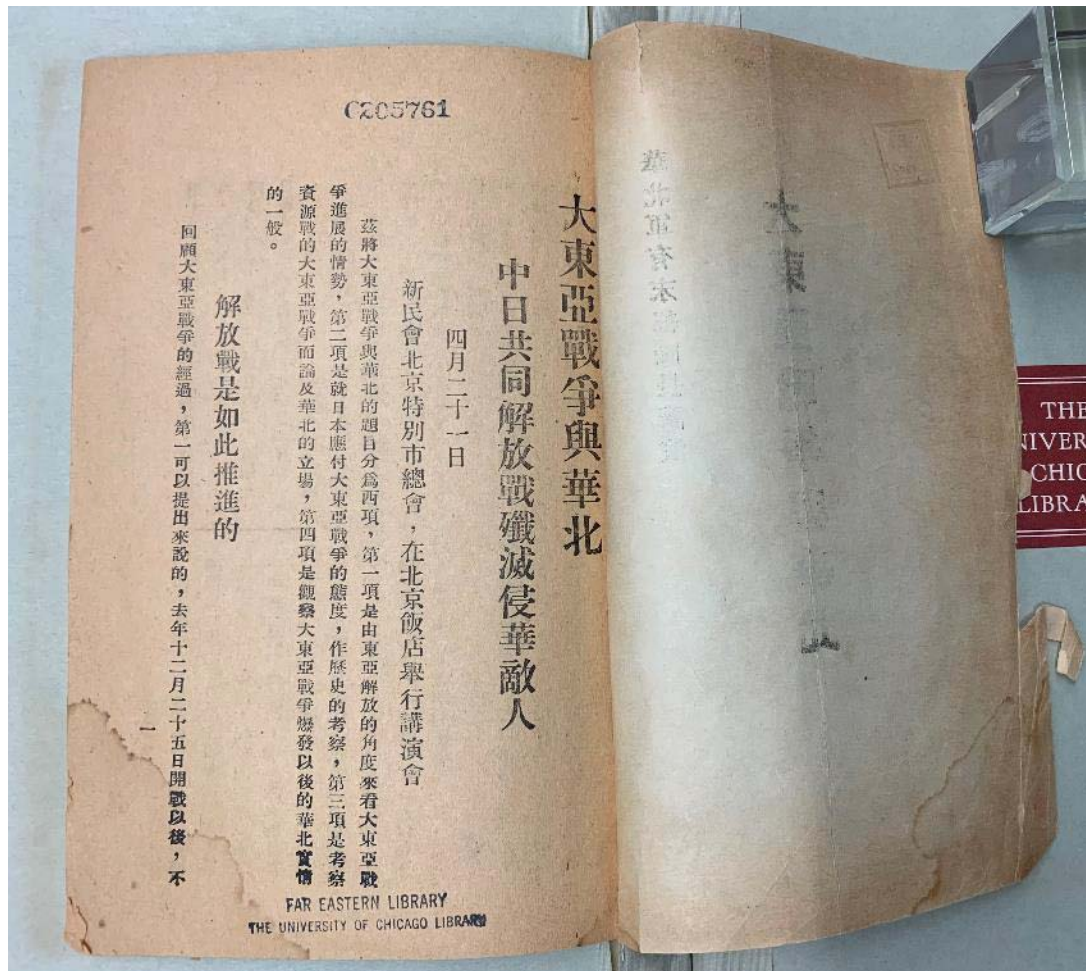 C205761
大東亞戰爭與華北
中日共同解放戰殲滅侵華敵人
四月二十一日
新民會北京特別市總會，在北京飯店舉行講演會
茲將大東亞戰爭與華北的題目分爲四項，第一項是由東亞解放的角度來看大東亞戰
爭進展的情勢，第二項是就日本應付大東亞戰爭的態度，作歷史的考察，第三項是考察
資源戰的大東亞戰爭而論及華北的立場，第四項是觀察大東亞戰爭爆發以後的華北實情
的一般。
解放戰是如此推進的
回顧大東亞戰爭的經過，第一可以提出來說的，去年十二月二十五日開戰以後，不
一
FAR EASTERN LIBRARY
THE UNIVERSITY OF CHICAGO LIBRARY
THE
CHIC
LIBRA